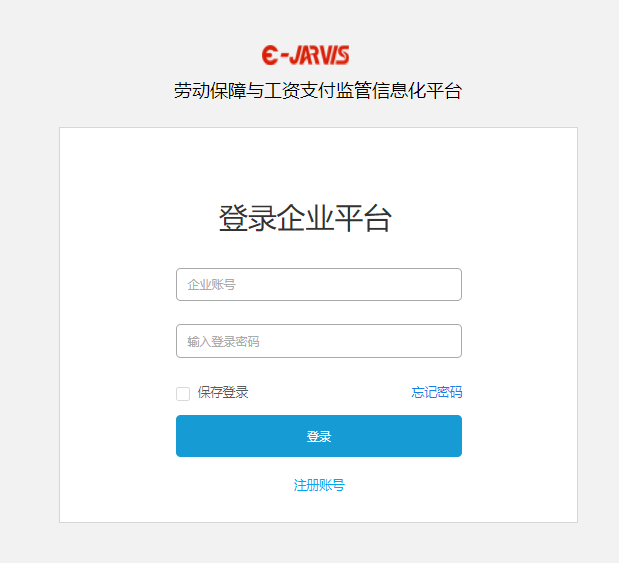 E-JARVIS
劳动保障与工资支付监管信息化平台
登录企业平台
企业账号
输入登录密码
保存登录 忘记密码
登录
注册账号